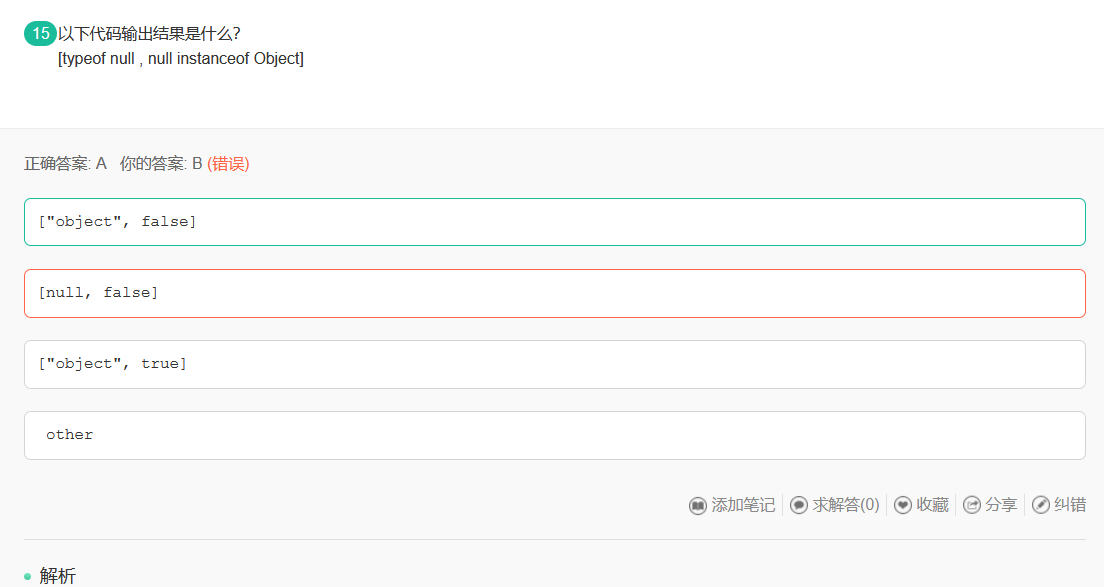 15 以下代码输出结果是什么?
[typeof null , null instanceof Object]
正确答案: A 你的答案: B (错误)
["object", false]
[null, false]
["object", true]
other
添加笔记 求解答(0) 收藏 分享 纠错
解析